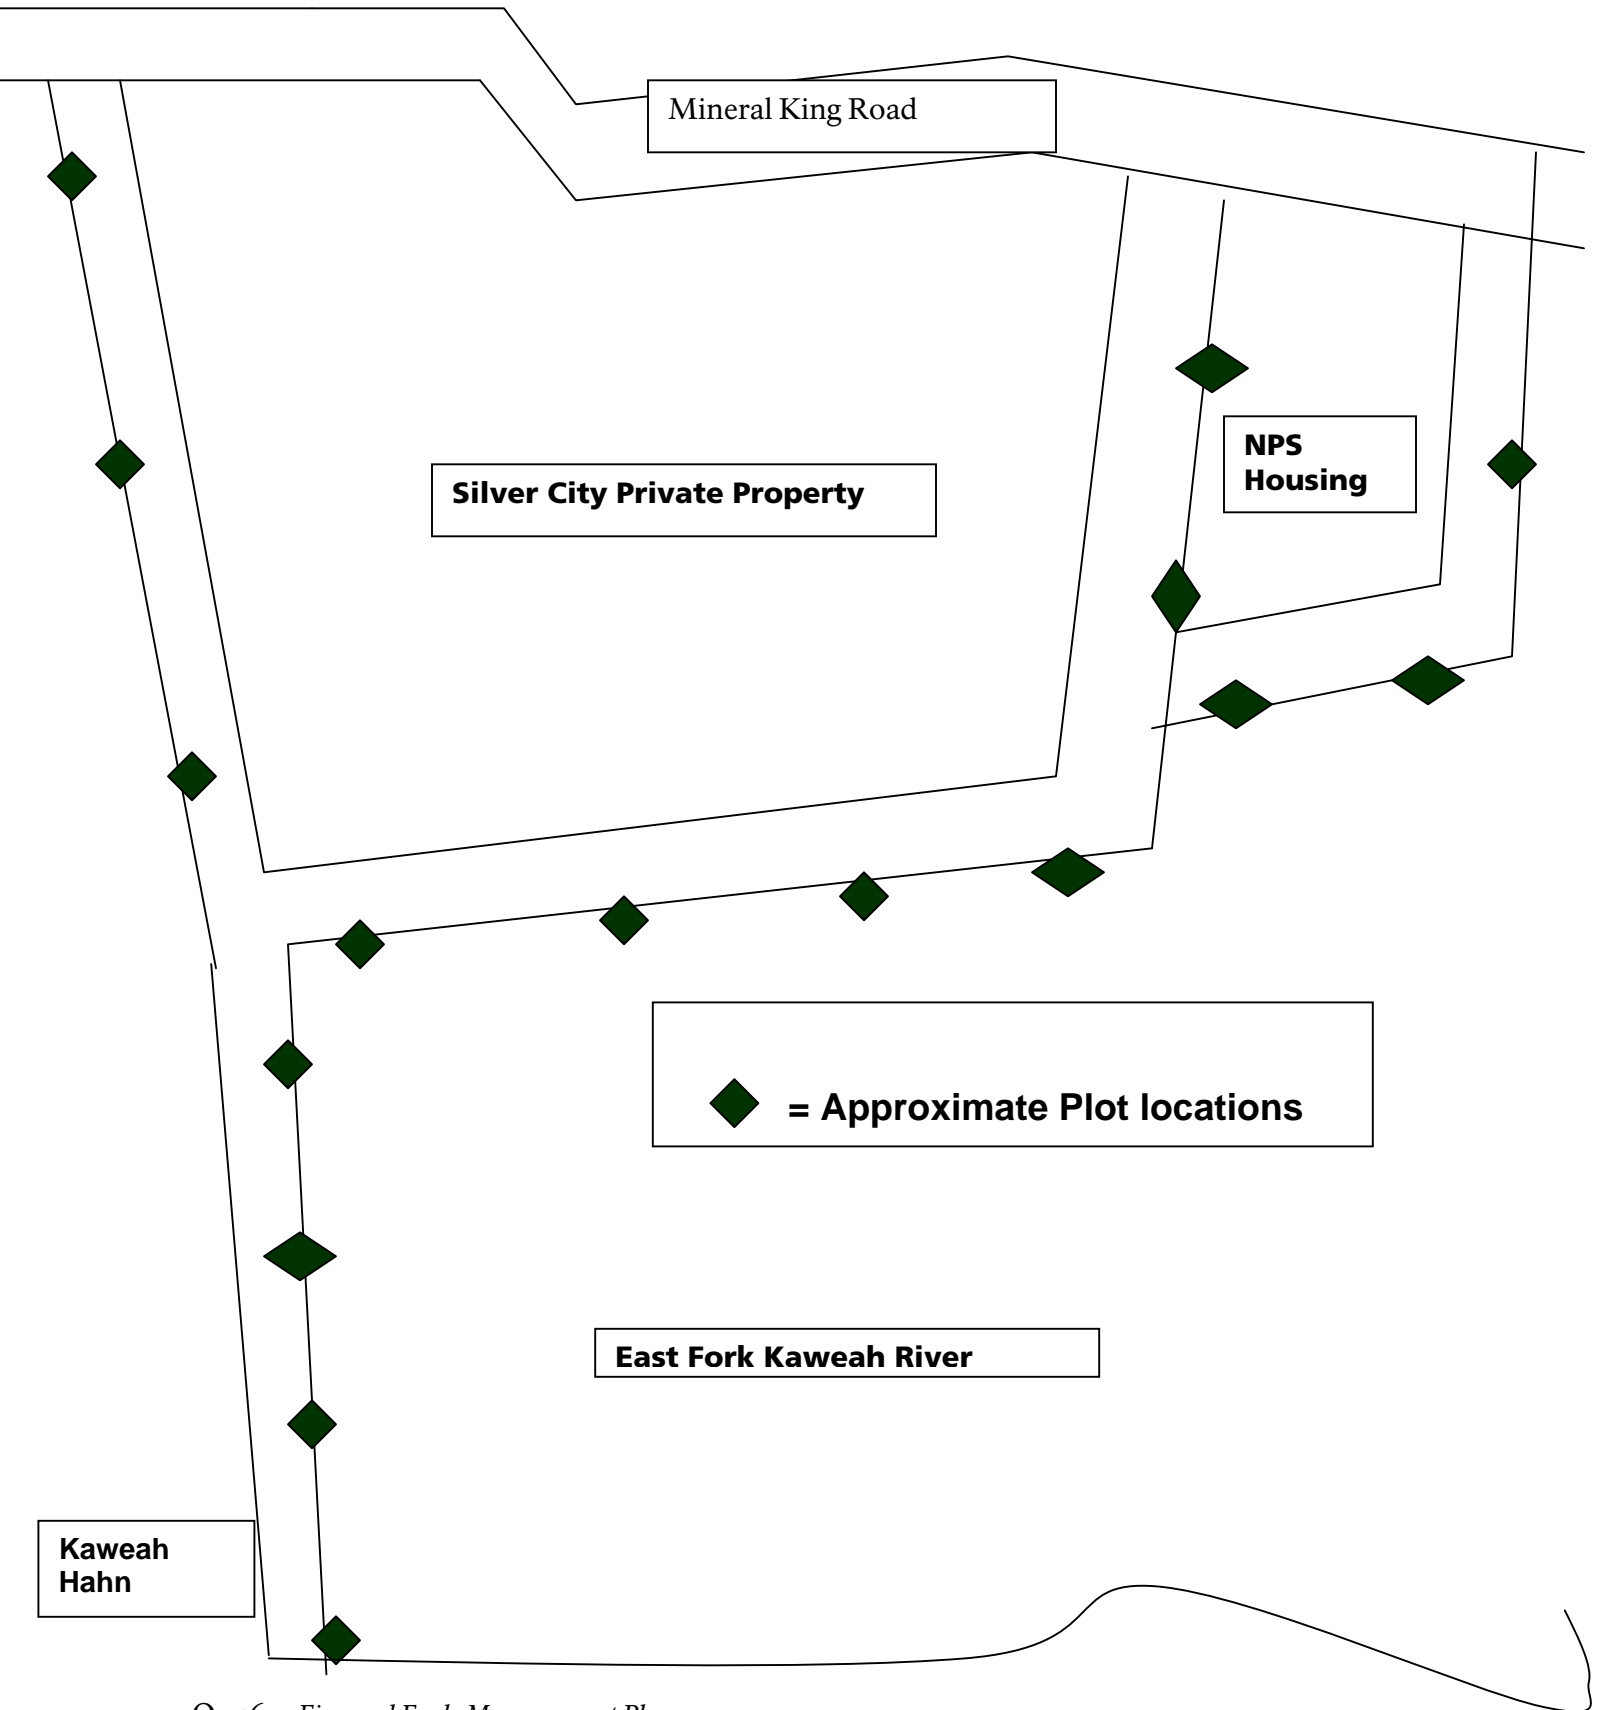 Mineral King Road
NPS
Housing
Silver City Private Property
= Approximate Plot locations
East Fork Kaweah River
Kaweah
Hahn